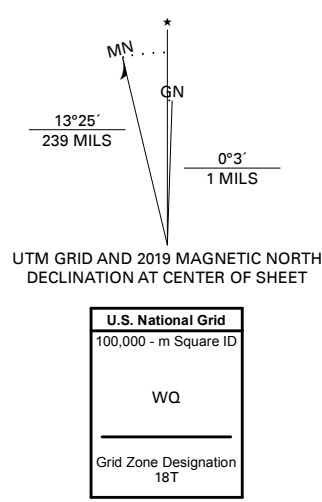 ★
MN
GN
13°25´
239 MILS
0°3´
1 MILS
UTM GRID AND 2019 MAGNETIC NORTH
DECLINATION AT CENTER OF SHEET
U.S. National Grid
100,000 - m Square ID
WQ
Grid Zone Designation
18T